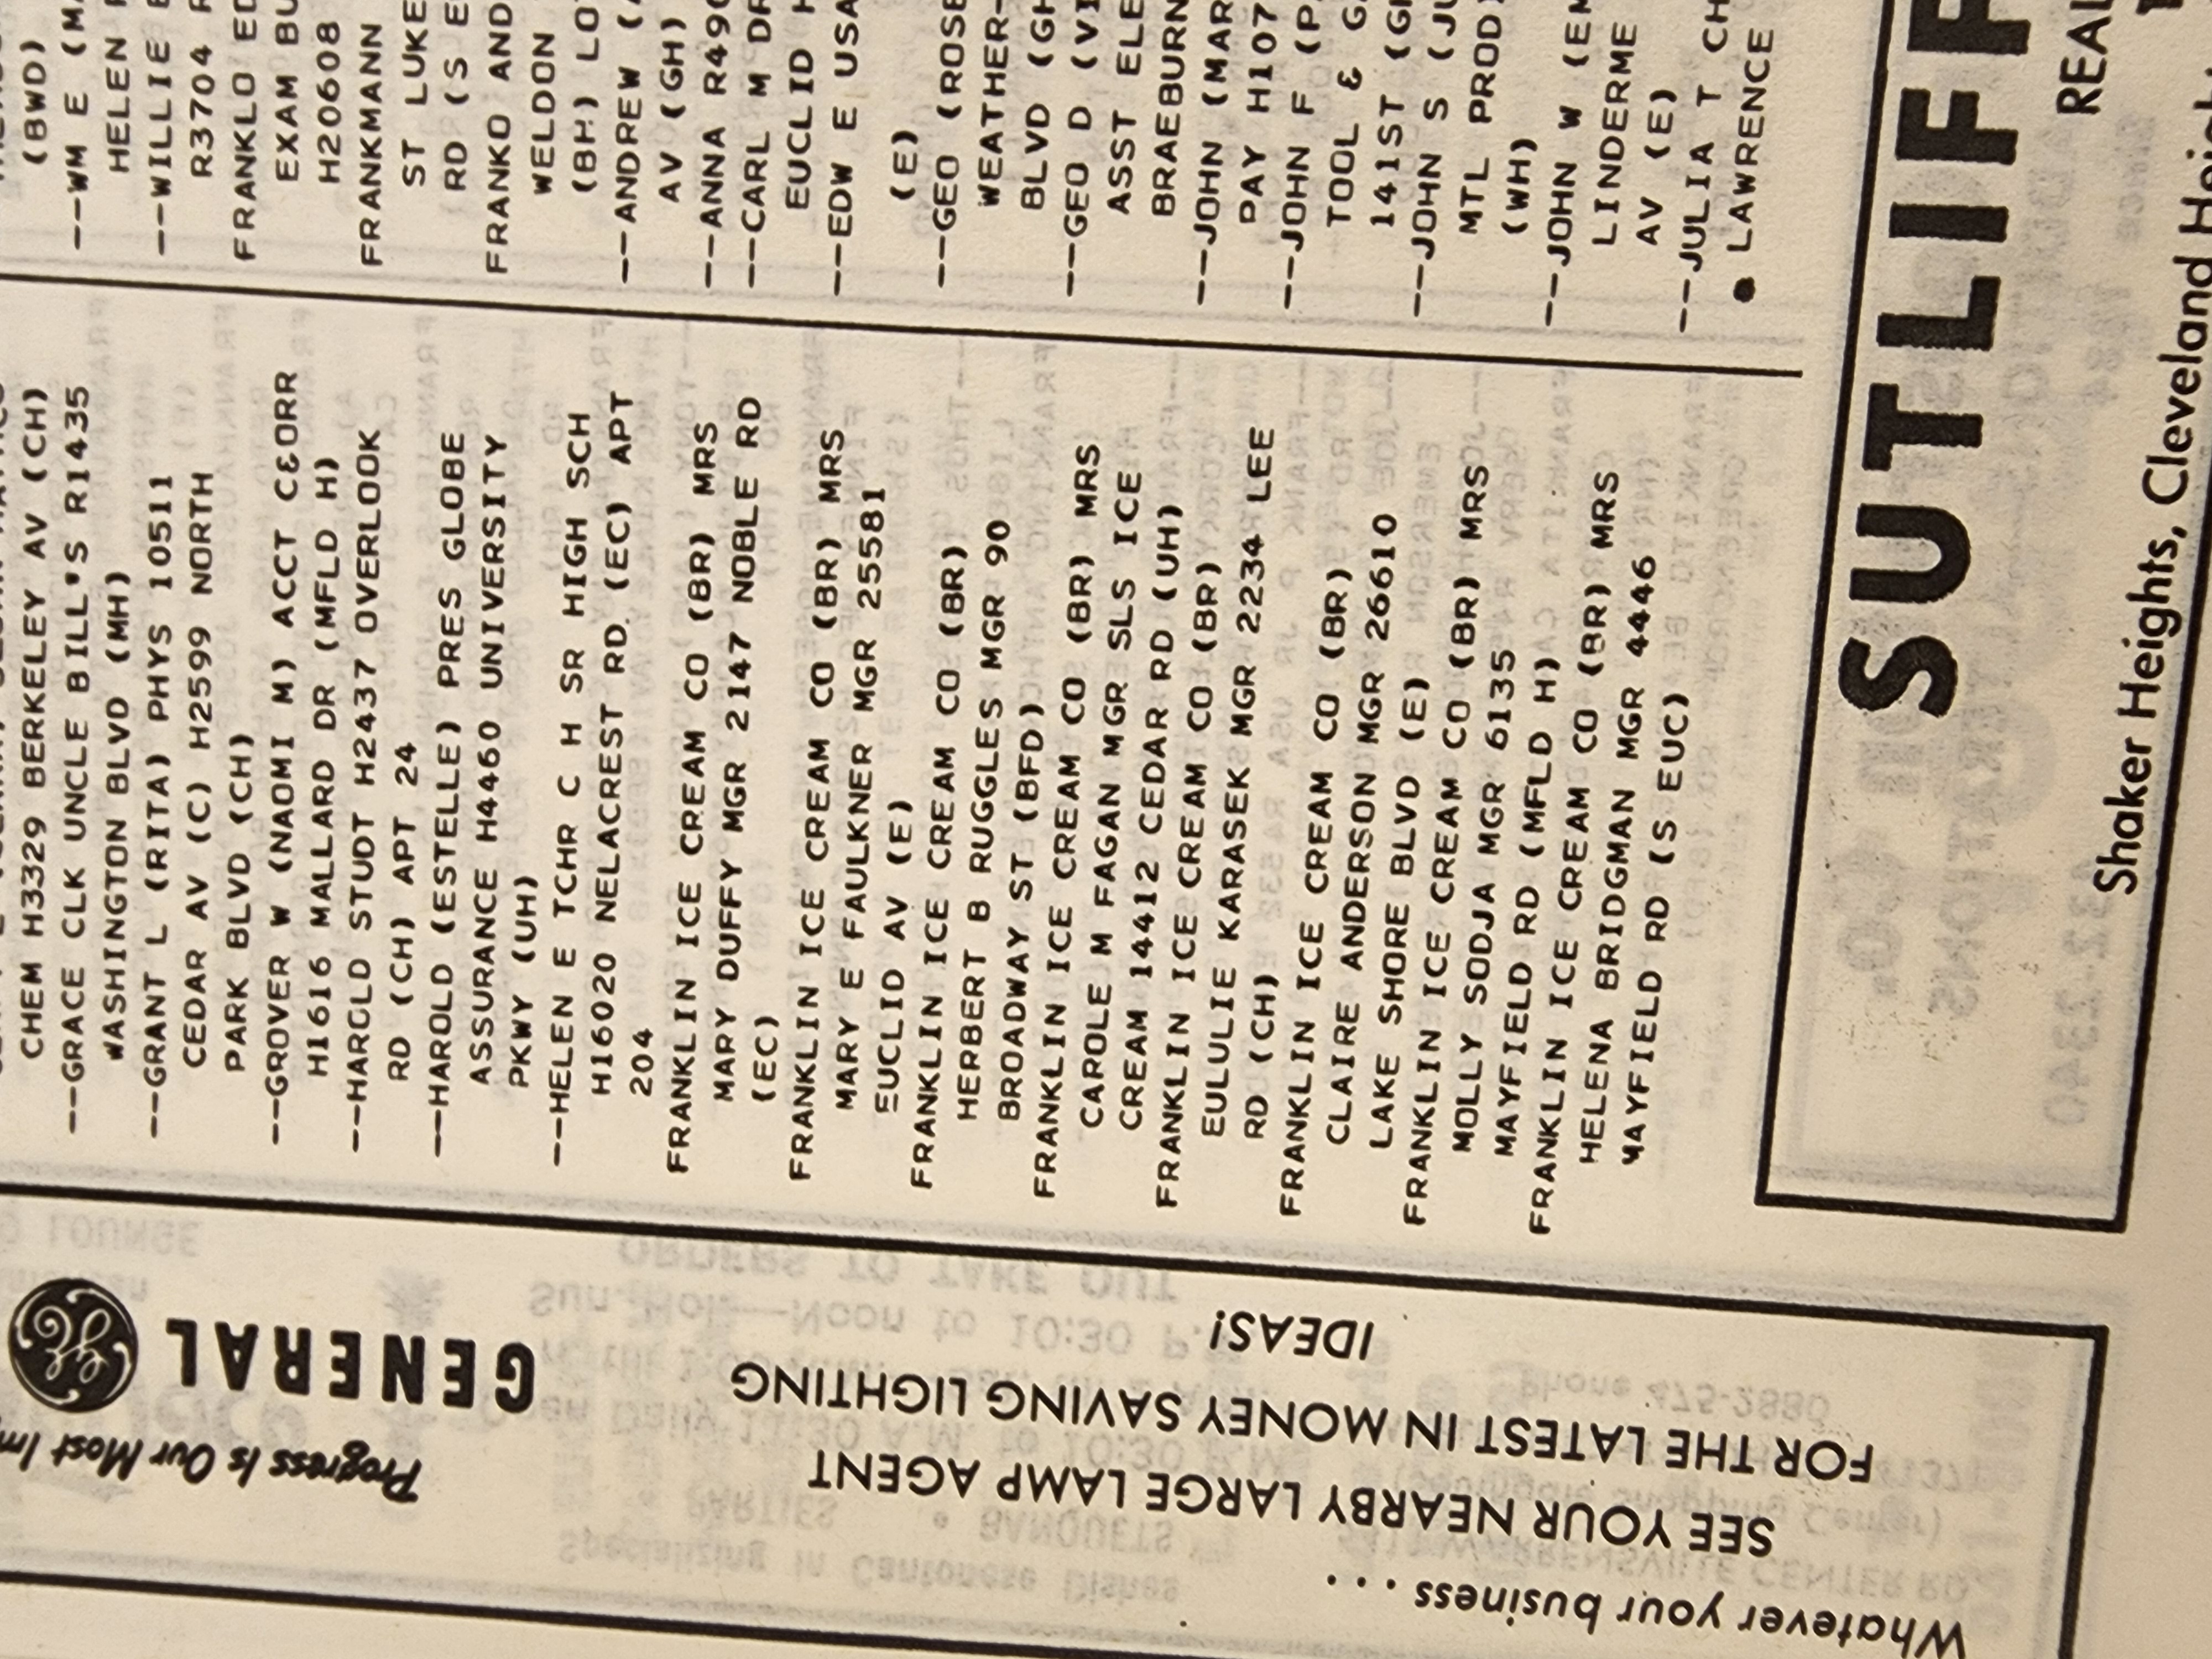 CHEM H3329 BERKELEY AV (CH)
--GRACE CLK UNCLE BILL'S R1435
WASHINGTON BLVD (MH)
--GRANT L (RITA) PHYS 10511
CEDAR AV (C) H2599 NORTH
PARK BLVD (CH)
--GROVER W (NAOMI M) ACCT C&ORR
H1616 MALLARD DR (MFLD H)
--HAROLD STUDT H2437 OVERLOOK
RD (CH) APT 24
--HAROLD (ESTELLE) PRES GLOBE
ASSURANCE H4460 UNIVERSITY
PKWY (UH)
--HELEN E TCHR C H SR HIGH SCH
H16020 NELACREST RD. (EC) APT
204
FRANKLIN ICE CREAM CO (BR) MRS
MARY DUFFY MGR 2147 NOBLE RD
(EC)
FRANKLIN ICE CREAM CO (BR) MRS
MARY E FAULKNER MGR 25581
EUCLID AV (E)
FRANKLIN ICE CREAM CO (BR)
HERBERT B RUGGLES MGR 90
BROADWAY ST (BFD)
FRANKLIN ICE CREAM CO (BR) MRS
CAROLE M FAGAN MGR SLS ICE
CREAM 14412 CEDAR RD (UH)
FRANKLIN ICE CREAM CO (BR)
EULULIE KARASEK MGR 2234 LEE
RD (CH)
FRANKLIN ICE CREAM CO (BR)
CLAIRE ANDERSON MGR 26610
LAKE SHORE BLVD (E)
FRANKLIN ICE CREAM CO (BR) MRS
MOLLY SODJA MGR 6135
MAYFIELD RD (MFLD H)
FRANKLIN ICE CREAM CO (BR) MRS
HELENA BRIDGMAN MGR 4446
MAYFIELD RD (S EUC)
(BWD)
--WM E
HELEN
--WILLIE
R3704
FRANKLO
EXAM
H20608
FRANKMANN
ST LUKE
RD (S
FRANKO AND
WELDON
(BH)
--ANDREW
AV (GH)
--ANNA
--CARL M
EUCLID
--EDW E USA
(E)
--GEO (ROSE
WEATHER-
BLVD
--GEO D
ASST
BRAEBURN
--JOHN
PAY
--JOHN F
TOOL &
141ST
--JOHN S
MTL
(WH)
--JOHN W
LINDERME
AV (E)
--JULIA T
● LAWRENCE
SUTLIFF
Shaker Heights, Cleveland
Whatever your business . . .
SEE YOUR NEARBY LARGE LAMP AGENT
FOR THE LATEST IN MONEY SAVING LIGHTING
IDEAS!
GENERAL
GE
Progress Is Our Most